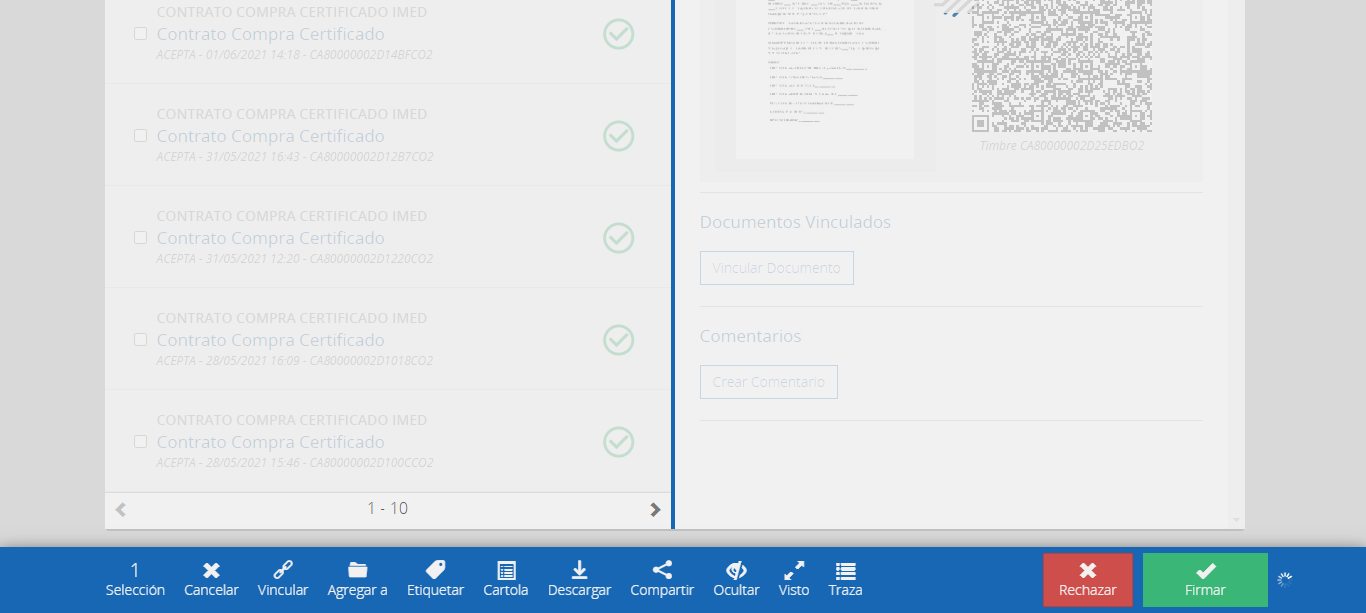 CONTRATO COMPRA CERTIFICADO IMED
Contrato Compra Certificado
ACEPTA - 01/06/2021 14:18 - CA80000002D14BFCO2
CONTRATO COMPRA CERTIFICADO IMED
Contrato Compra Certificado
ACEPTA - 31/05/2021 16:43 - CA80000002D12B7CO2
CONTRATO COMPRA CERTIFICADO IMED
Contrato Compra Certificado
ACEPTA - 31/05/2021 12:20 - CA80000002D1220CO2
CONTRATO COMPRA CERTIFICADO IMED
Contrato Compra Certificado
ACEPTA - 28/05/2021 16:09 - CA80000002D1018CO2
CONTRATO COMPRA CERTIFICADO IMED
Contrato Compra Certificado
ACEPTA - 28/05/2021 15:46 - CA80000002D100CCO2
1 - 10
Timbre CA80000002D25EDBO2
Documentos Vinculados
Vincular Documento
Comentarios
Crear Comentario
1
Selección
Cancelar
Vincular
Agregar a
Etiquetar
Cartola
Descargar
Compartir
Ocultar
Visto
Traza
Rechazar
Firmar